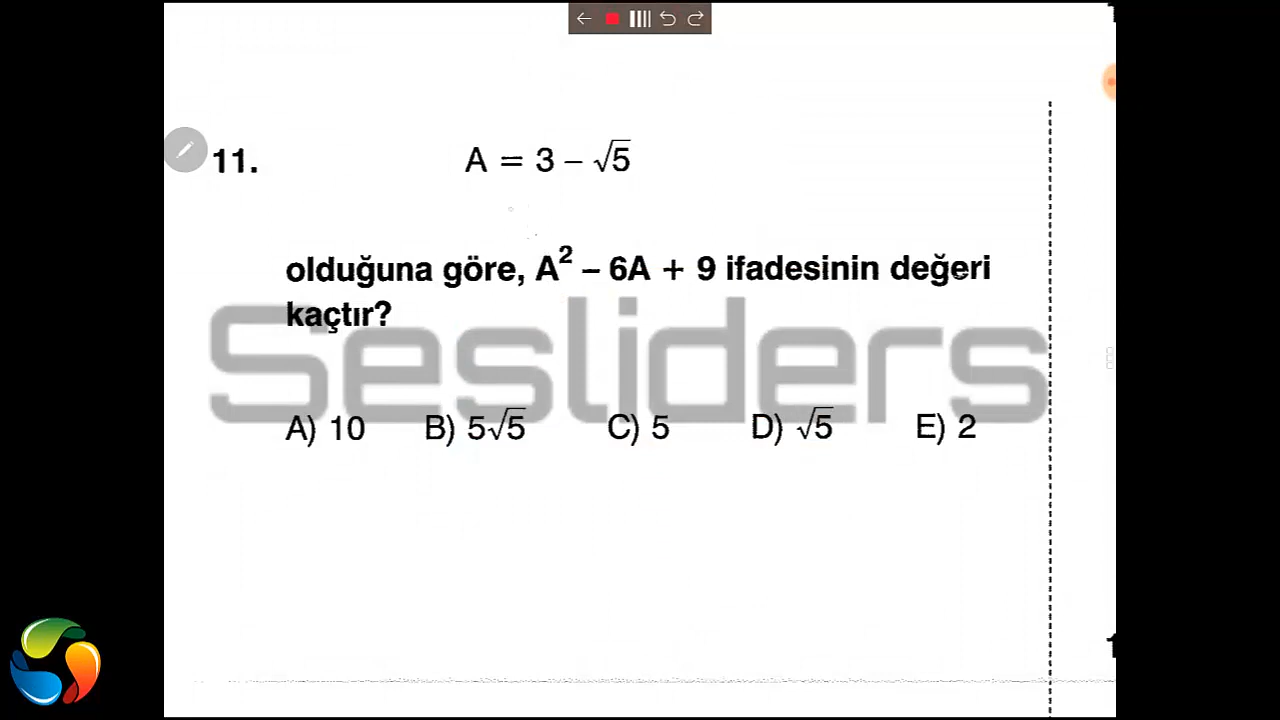 11.
A = 3 – √5
olduğuna göre, A² – 6A + 9 ifadesinin değeri
kaçtır?
Sesliders
A) 10 B) 5√5 C) 5 D) √5 E) 2